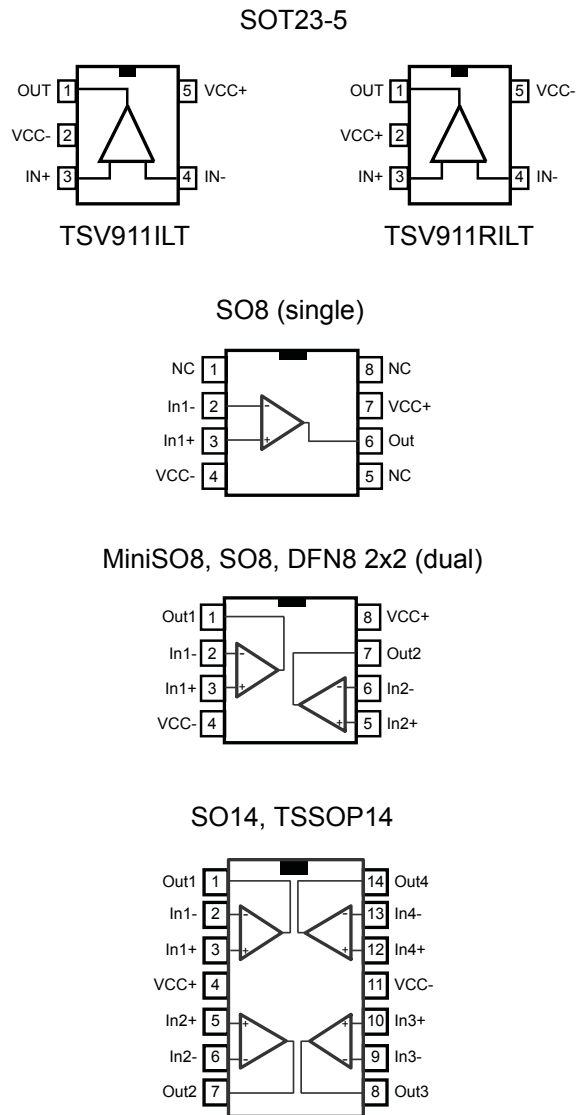 SOT23-5
OUT 1 5 VCC+
VCC- 2
IN+ 3 4 IN-
TSV911ILT
OUT 1 5 VCC-
VCC+ 2
IN+ 3 4 IN-
TSV911RILT
SO8 (single)
NC 1 8 NC
In1- 2 - 7 VCC+
In1+ 3 + 6 Out
VCC- 4 5 NC
MiniSO8, SO8, DFN8 2x2 (dual)
Out1 1 8 VCC+
In1- 2 - 7 Out2
In1+ 3 + - 6 In2-
VCC- 4 + 5 In2+
SO14, TSSOP14
Out1 1 14 Out4
In1- 2 - - 13 In4-
In1+ 3 + + 12 In4+
VCC+ 4 11 VCC-
In2+ 5 + + 10 In3+
In2- 6 - - 9 In3-
Out2 7 8 Out3